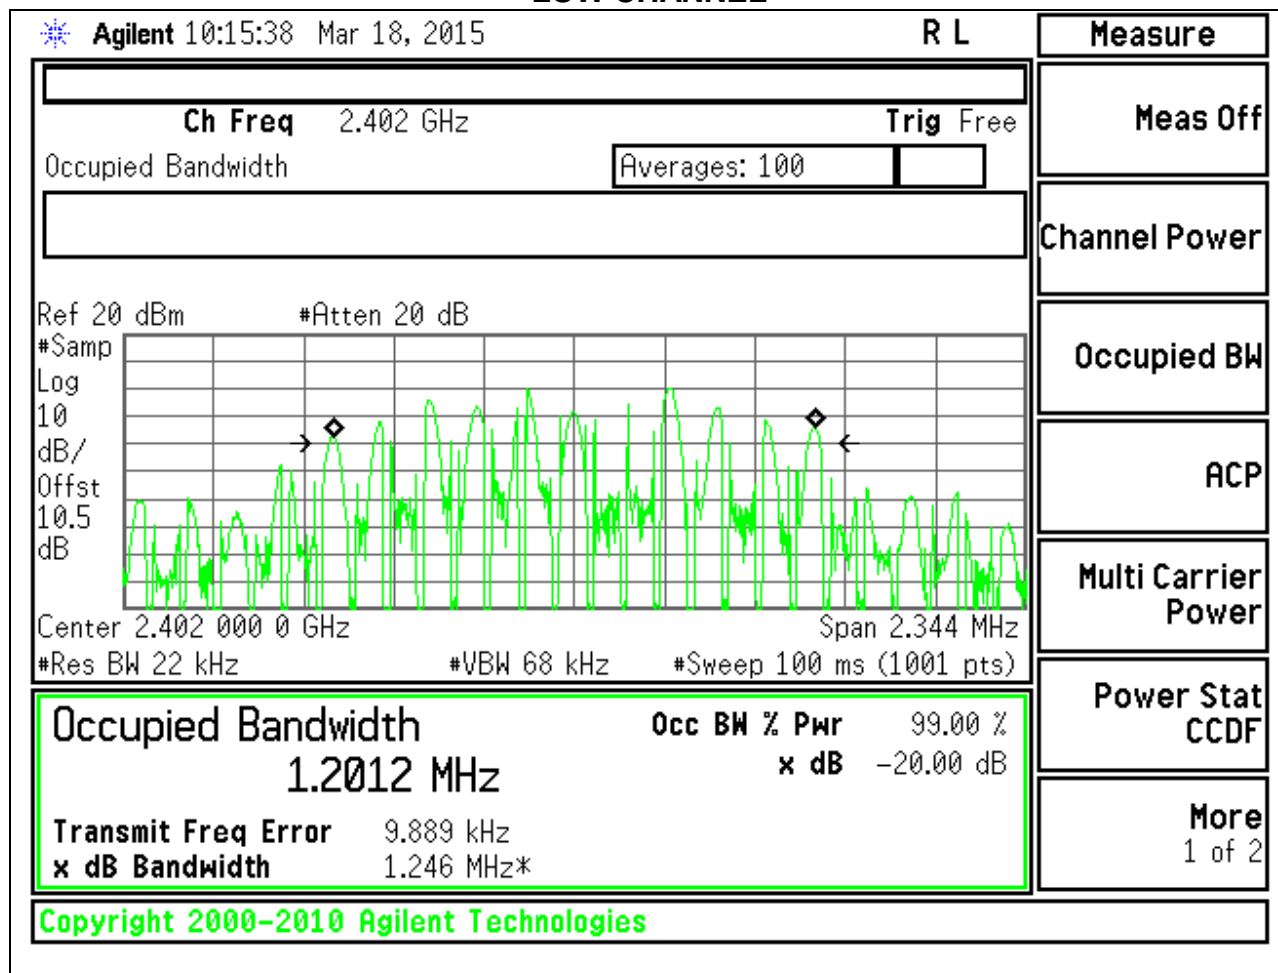 Agilent 10:15:38 Mar 18, 2015 R L
Measure
Ch Freq 2.402 GHz Trig Free
Meas Off
Occupied Bandwidth Averages: 100
Channel Power
Ref 20 dBm #Atten 20 dB
#Samp
Log
10
dB/
Offst
10.5
dB
Occupied BW
ACP
Multi Carrier
Power
Center 2.402 000 0 GHz Span 2.344 MHz
#Res BW 22 kHz #VBW 68 kHz #Sweep 100 ms (1001 pts)
Power Stat
CCDF
Occupied Bandwidth Occ BW % Pwr 99.00 %
1.2012 MHz x dB -20.00 dB
Transmit Freq Error 9.889 kHz
x dB Bandwidth 1.246 MHz*
More
1 of 2
Copyright 2000-2010 Agilent Technologies